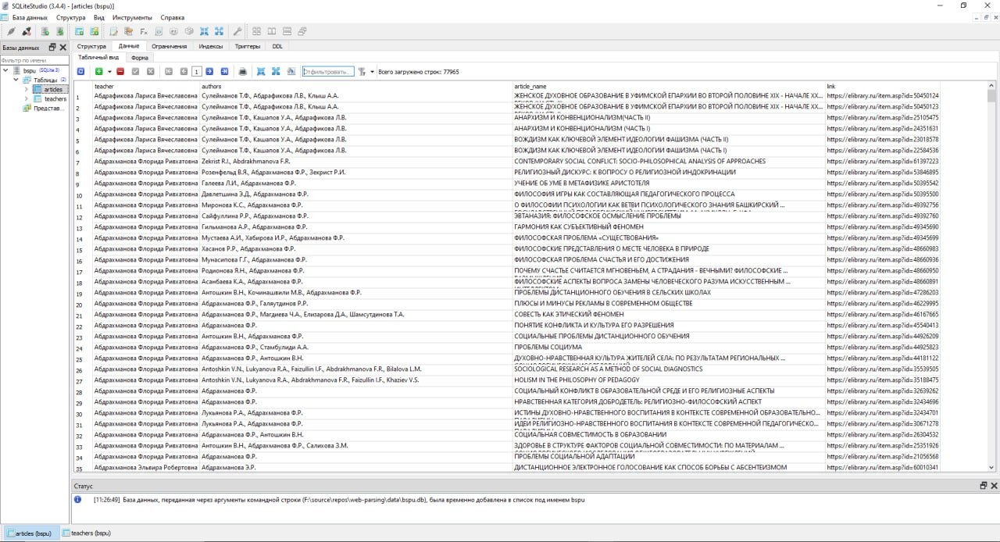 SQLiteStudio (3.4.4) - [articles (bspu)]
База данных Структура Вид Инструменты Справка
Базы данных
Фильтр по имени
bspu (SQLite 3)
Таблицы (2)
articles
teachers
Представ...
Структура Данные Ограничения Индексы Триггеры DDL
Табличный вид Форма
1 Отфильтровать... Всего загружено строк: 77965
teacher authors article_name link
1 Абдрафикова Лариса Вячеславовна Сулейманов Т.Ф., Абдрафикова Л.В., Клыш А.А. ЖЕНСКОЕ ДУХОВНОЕ ОБРАЗОВАНИЕ В УФИМСКОЙ ЕПАРХИИ ВО ВТОРОЙ ПОЛОВИНЕ XIX - НАЧАЛЕ XX... https://elibrary.ru/item.asp?id=50450124
2 Абдрафикова Лариса Вячеславовна Сулейманов Т.Ф., Абдрафикова Л.В., Клыш А.А. ЖЕНСКОЕ ДУХОВНОЕ ОБРАЗОВАНИЕ В УФИМСКОЙ ЕПАРХИИ ВО ВТОРОЙ ПОЛОВИНЕ XIX - НАЧАЛЕ XX... https://elibrary.ru/item.asp?id=50450123
3 Абдрафикова Лариса Вячеславовна Сулейманов Т.Ф., Кашапов У.А., Абдрафикова Л.В. АНАРХИЗМ И КОНВЕНЦИОНАЛИЗМ(ЧАСТЬ II) https://elibrary.ru/item.asp?id=25105475
4 Абдрафикова Лариса Вячеславовна Сулейманов Т.Ф., Кашапов У.А., Абдрафикова Л.В. АНАРХИЗМ И КОНВЕНЦИОНАЛИЗМ (ЧАСТЬ I) https://elibrary.ru/item.asp?id=24351631
5 Абдрафикова Лариса Вячеславовна Сулейманов Т.Ф., Кашапов У.А., Абдрафикова Л.В. ВОЖДИЗМ КАК КЛЮЧЕВОЙ ЭЛЕМЕНТ ИДЕОЛОГИИ ФАШИЗМА (ЧАСТЬ II) https://elibrary.ru/item.asp?id=23018578
6 Абдрафикова Лариса Вячеславовна Сулейманов Т.Ф., Кашапов У.А., Абдрафикова Л.В. ВОЖДИЗМ КАК КЛЮЧЕВОЙ ЭЛЕМЕНТ ИДЕОЛОГИИ ФАШИЗМА (ЧАСТЬ I) https://elibrary.ru/item.asp?id=22584536
7 Абдрахманова Флорида Ривхатовна Zekrist R.I., Abdrakhmanova F.R. CONTEMPORARY SOCIAL CONFLICT: SOCIO-PHILOSOPHICAL ANALYSIS OF APPROACHES https://elibrary.ru/item.asp?id=61397223
8 Абдрахманова Флорида Ривхатовна Розенфельд В.Я., Абдрахманова Ф.Р., Зекрист Р.И. РЕЛИГИОЗНЫЙ ДИСКУРС: К ВОПРОСУ О РЕЛИГИОЗНОЙ ИНДОКРИНАЦИИ https://elibrary.ru/item.asp?id=53846895
9 Абдрахманова Флорида Ривхатовна Галеева Л.И., Абдрахманова Ф.Р. УЧЕНИЕ ОБ УМЕ В МЕТАФИЗИКЕ АРИСТОТЕЛЯ https://elibrary.ru/item.asp?id=50395542
10 Абдрахманова Флорида Ривхатовна Давлетшина Э.Д., Абдрахманова Ф.Р. ФИЛОСОФИЯ ИГРЫ КАК СОСТАВЛЯЮЩАЯ ПЕДАГОГИЧЕСКОГО ПРОЦЕССА https://elibrary.ru/item.asp?id=50395500
11 Абдрахманова Флорида Ривхатовна Миронова К.С., Абдрахманова Ф.Р. О ФИЛОСОФИИ ПСИХОЛОГИИ КАК ВЕТВИ ПСИХОЛОГИЧЕСКОГО ЗНАНИЯ БАШКИРСКИЙ ... https://elibrary.ru/item.asp?id=49392756
12 Абдрахманова Флорида Ривхатовна Сайфуллина Р.Р., Абдрахманова Ф.Р. ЭВТАНАЗИЯ: ФИЛОСОФСКОЕ ОСМЫСЛЕНИЕ ПРОБЛЕМЫ https://elibrary.ru/item.asp?id=49392760
13 Абдрахманова Флорида Ривхатовна Гильманова А.Р., Абдрахманова Ф.Р. ГАРМОНИЯ КАК СУБЪЕКТИВНЫЙ ФЕНОМЕН https://elibrary.ru/item.asp?id=49345690
14 Абдрахманова Флорида Ривхатовна Мустаева А.И., Хабирова И.Р., Абдрахманова Ф.Р. ФИЛОСОФСКАЯ ПРОБЛЕМА «СУЩЕСТВОВАНИЯ» https://elibrary.ru/item.asp?id=49345699
15 Абдрахманова Флорида Ривхатовна Хасанов Р.Р., Абдрахманова Ф.Р. ФИЛОСОФСКИЕ ПРЕДСТАВЛЕНИЯ О МЕСТЕ ЧЕЛОВЕКА В ПРИРОДЕ https://elibrary.ru/item.asp?id=48660983
16 Абдрахманова Флорида Ривхатовна Мунасипова Г.Г., Абдрахманова Ф.Р. ФИЛОСОФСКАЯ ПРОБЛЕМА СЧАСТЬЯ И ЕГО ДОСТИЖЕНИЯ https://elibrary.ru/item.asp?id=48660936
17 Абдрахманова Флорида Ривхатовна Родионова Я.Н., Абдрахманова Ф.Р. ПОЧЕМУ СЧАСТЬЕ СЧИТАЕТСЯ МГНОВЕНЬЕМ, А СТРАДАНИЯ - ВЕЧНЫМИ? ФИЛОСОФСКИЕ ... https://elibrary.ru/item.asp?id=48660950
18 Абдрахманова Флорида Ривхатовна Асанбаева К.А., Абдрахманова Ф.Р. ФИЛОСОФСКИЕ АСПЕКТЫ ВОПРОСА ЗАМЕНЫ ЧЕЛОВЕЧЕСКОГО РАЗУМА ИСКУССТВЕННЫМ ... https://elibrary.ru/item.asp?id=48660891
19 Абдрахманова Флорида Ривхатовна Антошкин В.Н., Кочинашвили М.В., Абдрахманова Ф.Р. ПРОБЛЕМЫ ДИСТАНЦИОННОГО ОБУЧЕНИЯ В СЕЛЬСКИХ ШКОЛАХ https://elibrary.ru/item.asp?id=47286203
20 Абдрахманова Флорида Ривхатовна Абдрахманова Ф.Р., Галяутдинов Р.Р. ПЛЮСЫ И МИНУСЫ РЕКЛАМЫ В СОВРЕМЕННОМ ОБЩЕСТВЕ https://elibrary.ru/item.asp?id=46229995
21 Абдрахманова Флорида Ривхатовна Абдрахманова Ф.Р., Магдиева Ч.А., Елизарова Д.А., Шамсутдинова Т.А. СОВЕСТЬ КАК ЭТИЧЕСКИЙ ФЕНОМЕН https://elibrary.ru/item.asp?id=46167665
22 Абдрахманова Флорида Ривхатовна Абдрахманова Ф.Р. ПОНЯТИЕ КОНФЛИКТА И КУЛЬТУРА ЕГО РАЗРЕШЕНИЯ https://elibrary.ru/item.asp?id=45540413
23 Абдрахманова Флорида Ривхатовна Антошкин В.Н., Абдрахманова Ф.Р. СОЦИАЛЬНЫЕ ПРОБЛЕМЫ ДИСТАНЦИОННОГО ОБУЧЕНИЯ https://elibrary.ru/item.asp?id=44926209
24 Абдрахманова Флорида Ривхатовна Абдрахманова Ф.Р., Стамбулиди А.А. ПРОБЛЕМЫ СОЦИУМА https://elibrary.ru/item.asp?id=44925823
25 Абдрахманова Флорида Ривхатовна Абдрахманова Ф.Р., Антошкин В.Н. ДУХОВНО-НРАВСТВЕННАЯ КУЛЬТУРА ЖИТЕЛЕЙ СЕЛА: ПО РЕЗУЛЬТАТАМ РЕГИОНАЛЬНЫХ ... https://elibrary.ru/item.asp?id=44181122
26 Абдрахманова Флорида Ривхатовна Antoshkin V.N., Lukyanova R.A., Faizullin I.F., Abdrakhmanova F.R., Bilalova L.M. SOCIOLOGICAL RESEARCH AS A METHOD OF SOCIAL DIAGNOSTICS https://elibrary.ru/item.asp?id=35539505
27 Абдрахманова Флорида Ривхатовна Antoshkin V.N., Lukyanova R.A., Abdrakhmanova F.R., Faizullin I.F., Khaziev V.S. HOLISM IN THE PHILOSOPHY OF PEDAGOGY https://elibrary.ru/item.asp?id=35188475
28 Абдрахманова Флорида Ривхатовна Абдрахманова Ф.Р. СОЦИАЛЬНЫЙ КОНФЛИКТ В ОБРАЗОВАТЕЛЬНОЙ СРЕДЕ И ЕГО РЕЛИГИОЗНЫЕ АСПЕКТЫ https://elibrary.ru/item.asp?id=32639262
29 Абдрахманова Флорида Ривхатовна Абдрахманова Ф.Р. НРАВСТВЕННАЯ КАТЕГОРИЯ ДОБРОДЕТЕЛЬ: РЕЛИГИОЗНО-ФИЛОСОФСКИЙ АСПЕКТ https://elibrary.ru/item.asp?id=32434696
30 Абдрахманова Флорида Ривхатовна Лукьянова Р.А., Абдрахманова Ф.Р. ИСТИНЫ ДУХОВНО-НРАВСТВЕННОГО ВОСПИТАНИЯ В КОНТЕКСТЕ СОВРЕМЕННОЙ ОБРАЗОВАТЕЛЬНО... https://elibrary.ru/item.asp?id=32434701
31 Абдрахманова Флорида Ривхатовна Лукьянова Р.А., Абдрахманова Ф.Р. ИДЕИ РЕЛИГИОЗНО-НРАВСТВЕННОГО ВОСПИТАНИЯ В КОНТЕКСТЕ СОВРЕМЕННОЙ ПЕДАГОГИЧЕСКО... https://elibrary.ru/item.asp?id=30671278
32 Абдрахманова Флорида Ривхатовна Абдрахманова Ф.Р., Антошкин В.Н. СОЦИАЛЬНАЯ СОВМЕСТИМОСТЬ В ОБРАЗОВАНИИ https://elibrary.ru/item.asp?id=26304532
33 Абдрахманова Флорида Ривхатовна Антошкин В.Н., Абдрахманова Ф.Р., Салихова З.М. ЗДОРОВЬЕ В СТРУКТУРЕ ФАКТОРОВ СОЦИАЛЬНОЙ СОВМЕСТИМОСТИ: ПО МАТЕРИАЛАМ ... https://elibrary.ru/item.asp?id=25351926
34 Абдрахманова Флорида Ривхатовна Абдрахманова Ф.Р. ПРОБЛЕМЫ СОЦИАЛЬНОЙ АДАПТАЦИИ https://elibrary.ru/item.asp?id=21056568
35 Абдрахманова Эльвира Робертовна Абдрахманова Э.Р. ДИСТАНЦИОННОЕ ЭЛЕКТРОННОЕ ГОЛОСОВАНИЕ КАК СПОСОБ БОРЬБЫ С АБСЕНТЕИЗМОМ https://elibrary.ru/item.asp?id=60010341
Статус
[11:26:49] База данных, переданная через аргументы командной строки (F:\source\repos\web-parsing\data\bspu.db), была временно добавлена в список под именем bspu
articles (bspu) teachers (bspu)